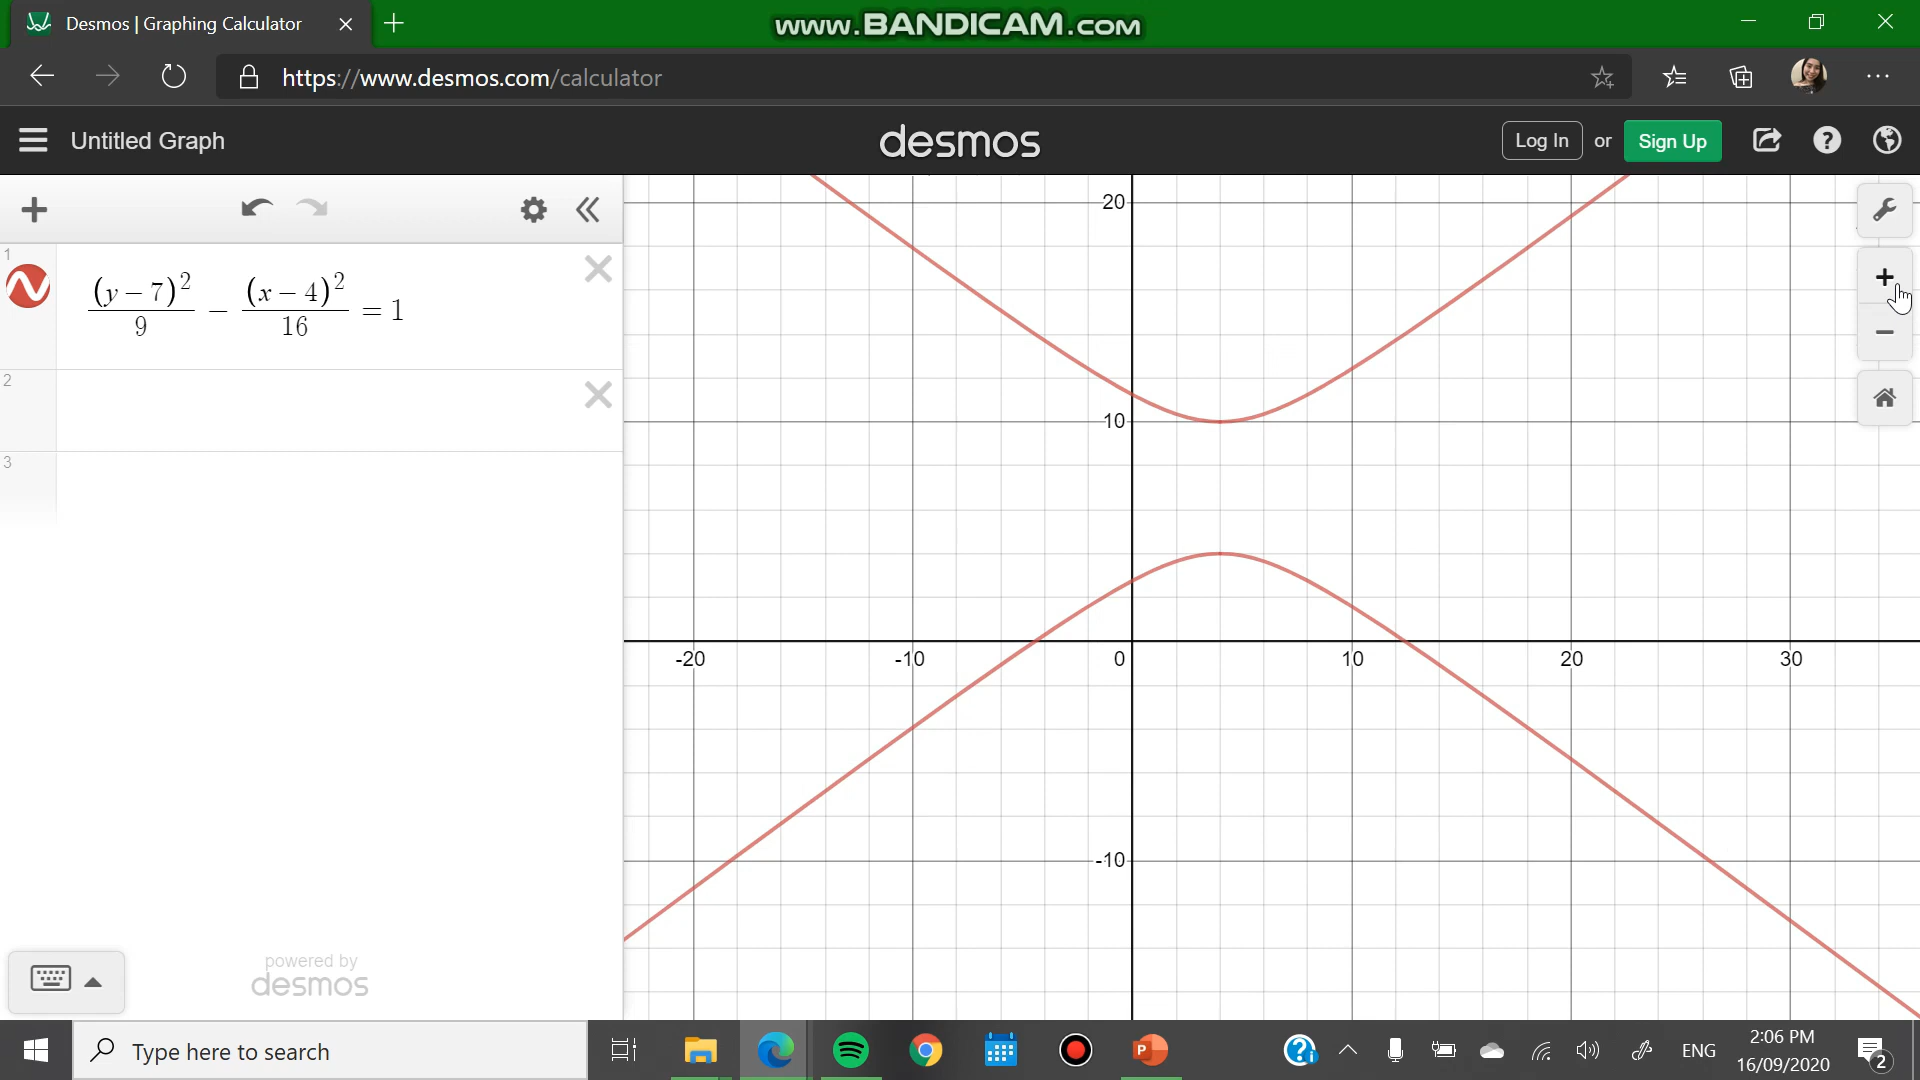 Desmos | Graphing Calculator
www.BANDICAM.com
https://www.desmos.com/calculator
Untitled Graph
desmos
Log In or Sign Up
1
(y − 7)²/9 − (x − 4)²/16 = 1
2
3
20
10
-20 -10 0 10 20 30
-10
powered by
desmos
Type here to search
ENG
2:06 PM
16/09/2020
2